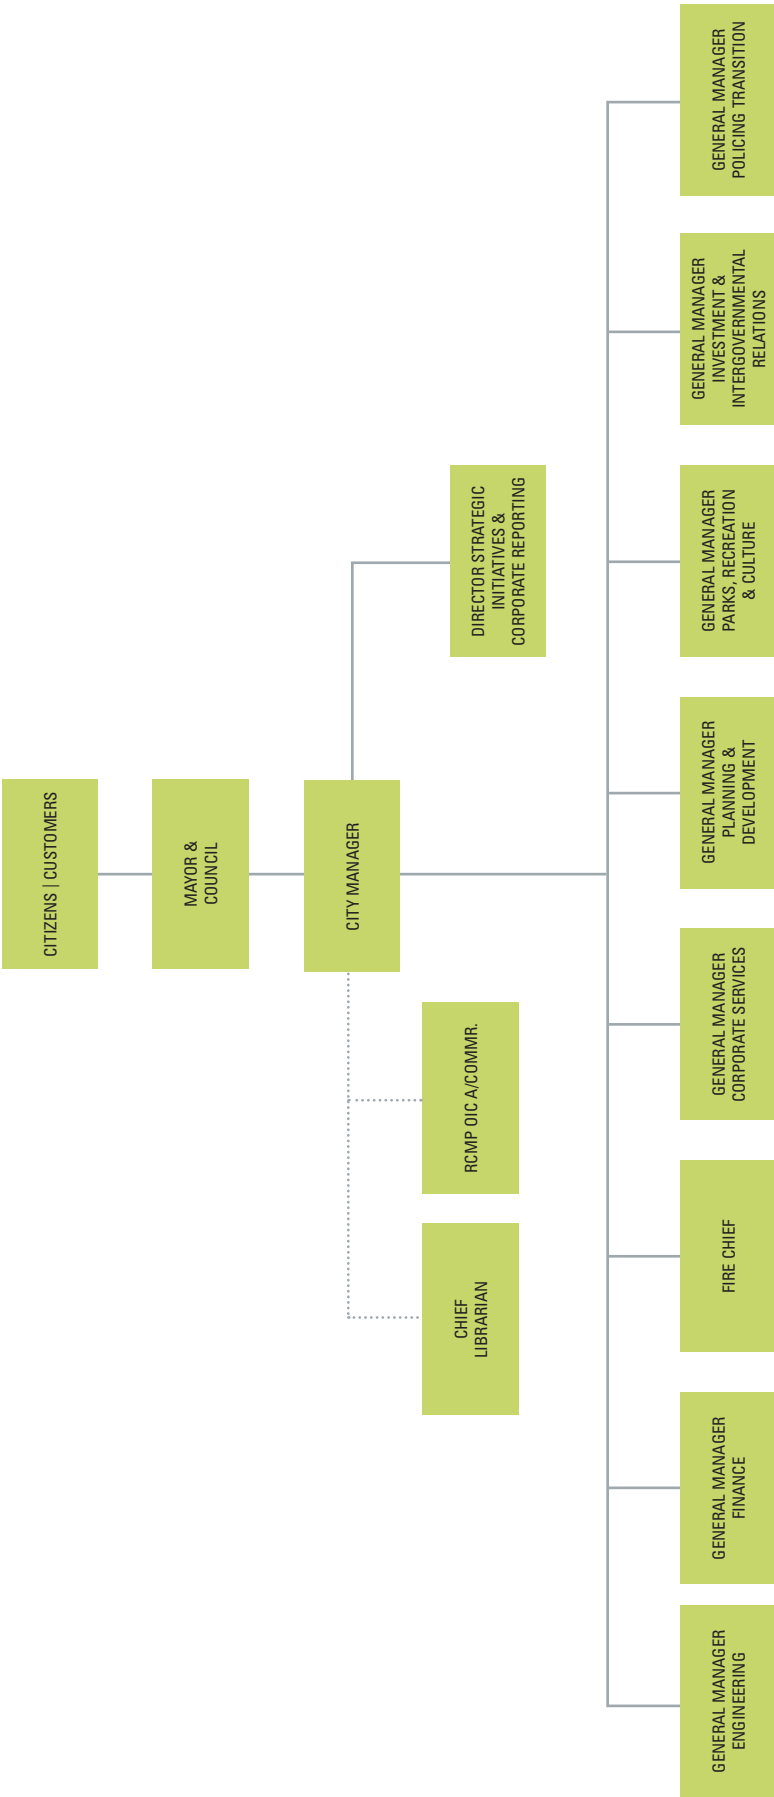 CITIZENS | CUSTOMERS
MAYOR &
COUNCIL
CITY MANAGER
DIRECTOR STRATEGIC
INITIATIVES &
CORPORATE REPORTING
CHIEF
LIBRARIAN
RCMP OIC A/COMMR.
GENERAL MANAGER
ENGINEERING
GENERAL MANAGER
FINANCE
FIRE CHIEF
GENERAL MANAGER
CORPORATE SERVICES
GENERAL MANAGER
PLANNING &
DEVELOPMENT
GENERAL MANAGER
PARKS, RECREATION
& CULTURE
GENERAL MANAGER
INVESTMENT &
INTERGOVERNMENTAL
RELATIONS
GENERAL MANAGER
POLICING TRANSITION